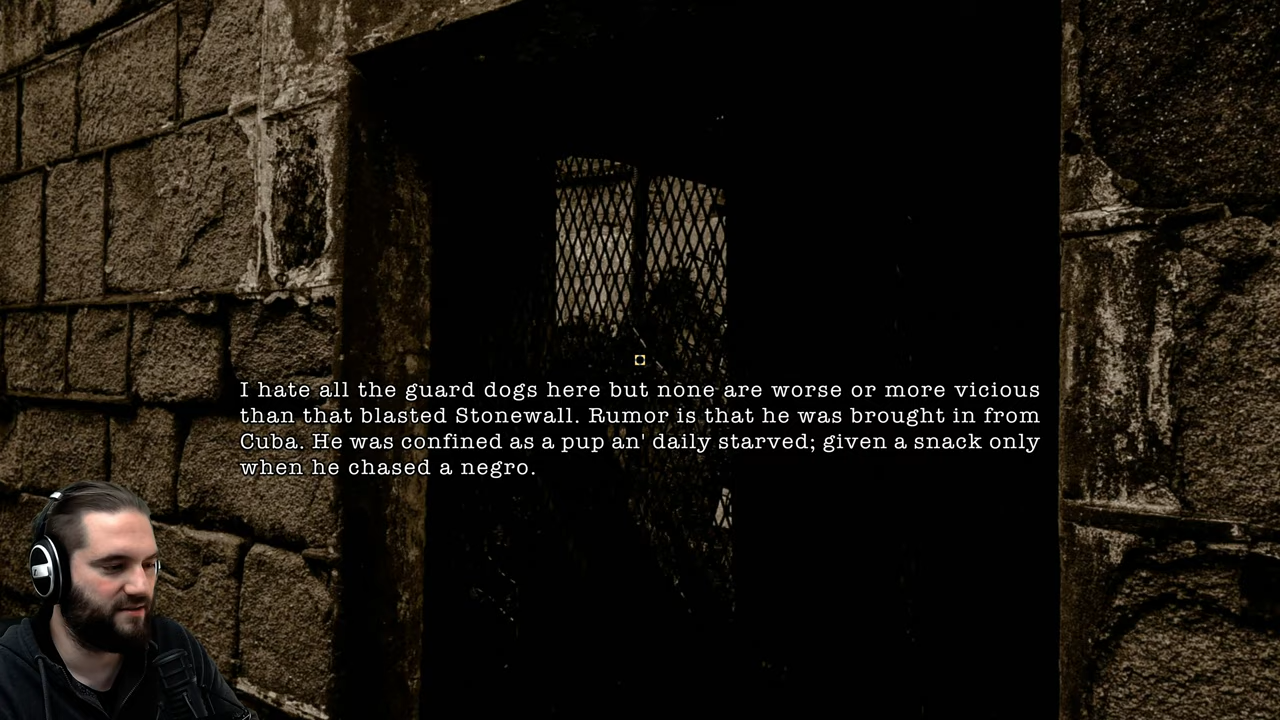 I hate all the guard dogs here but none are worse or more vicious
than that blasted Stonewall. Rumor is that he was brought in from
Cuba. He was confined as a pup an' daily starved; given a snack only
when he chased a negro.